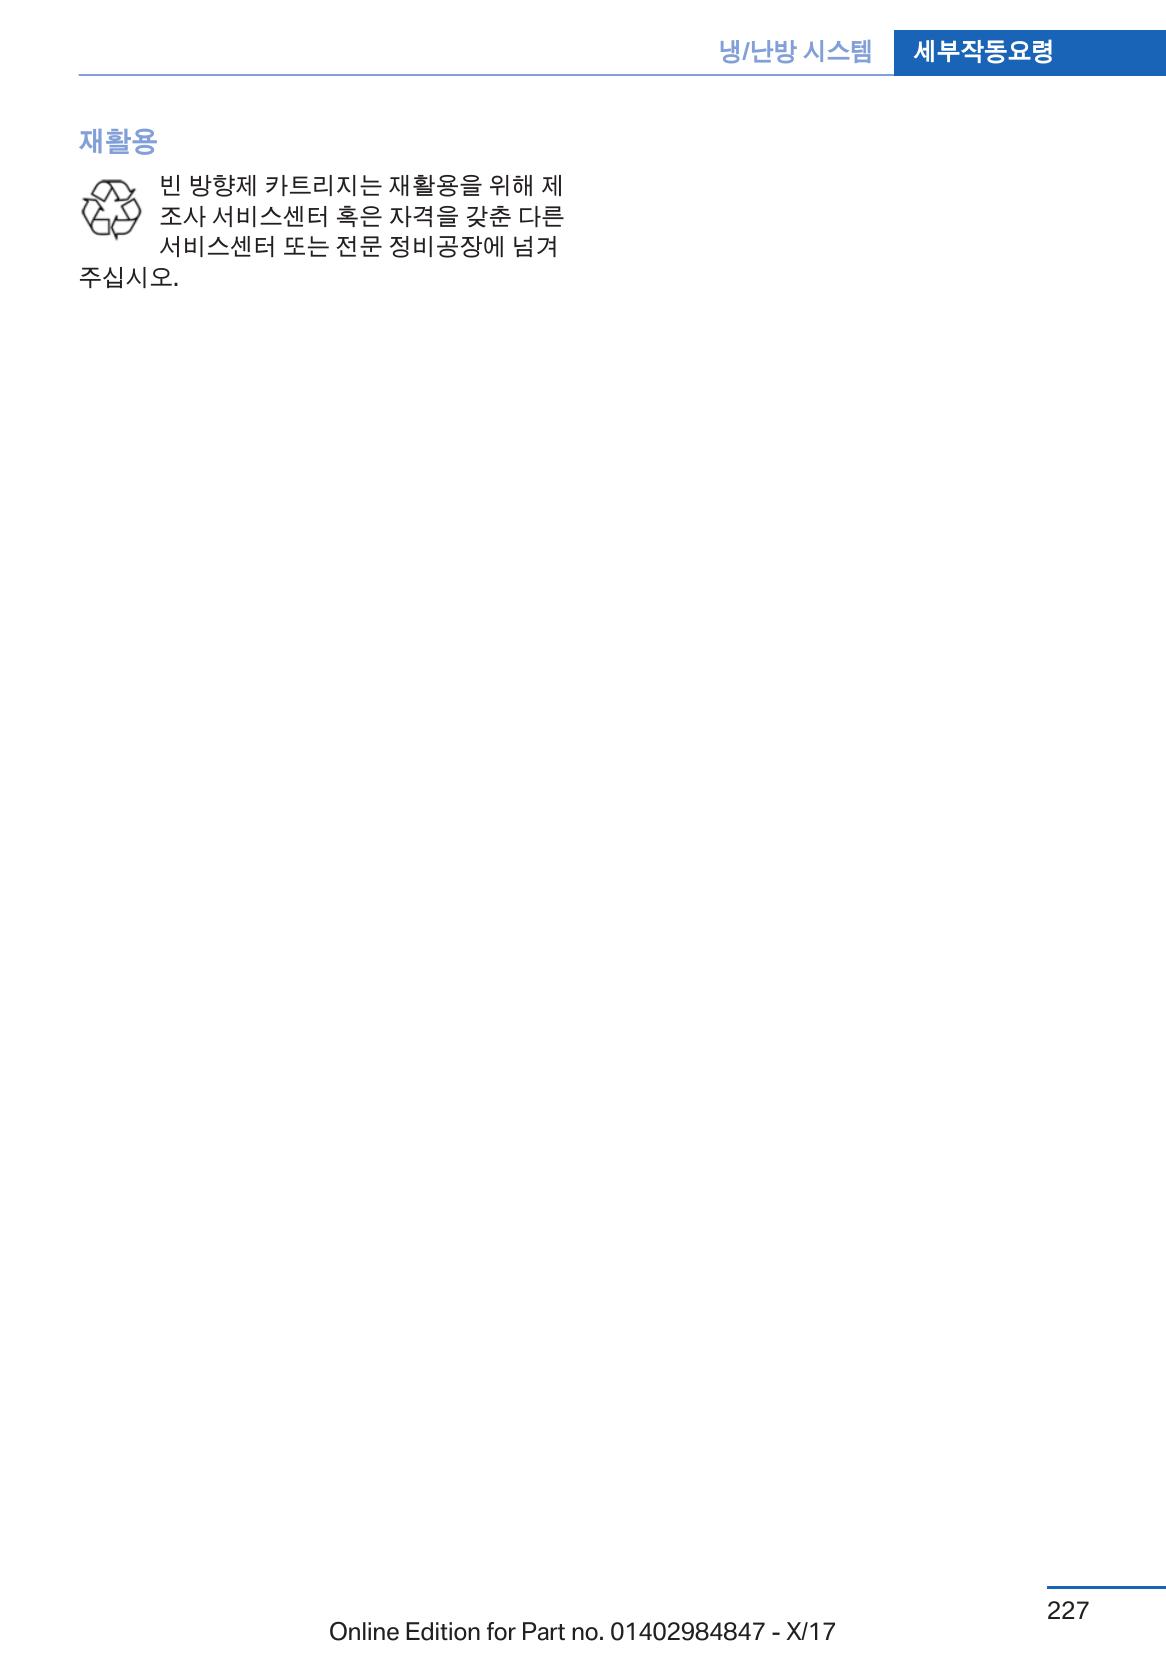 냉/난방 시스템 세부작동요령
재활용
빈 방향제 카트리지는 재활용을 위해 제
조사 서비스센터 혹은 자격을 갖춘 다른
서비스센터 또는 전문 정비공장에 넘겨
주십시오.
227
Online Edition for Part no. 01402984847 - X/17